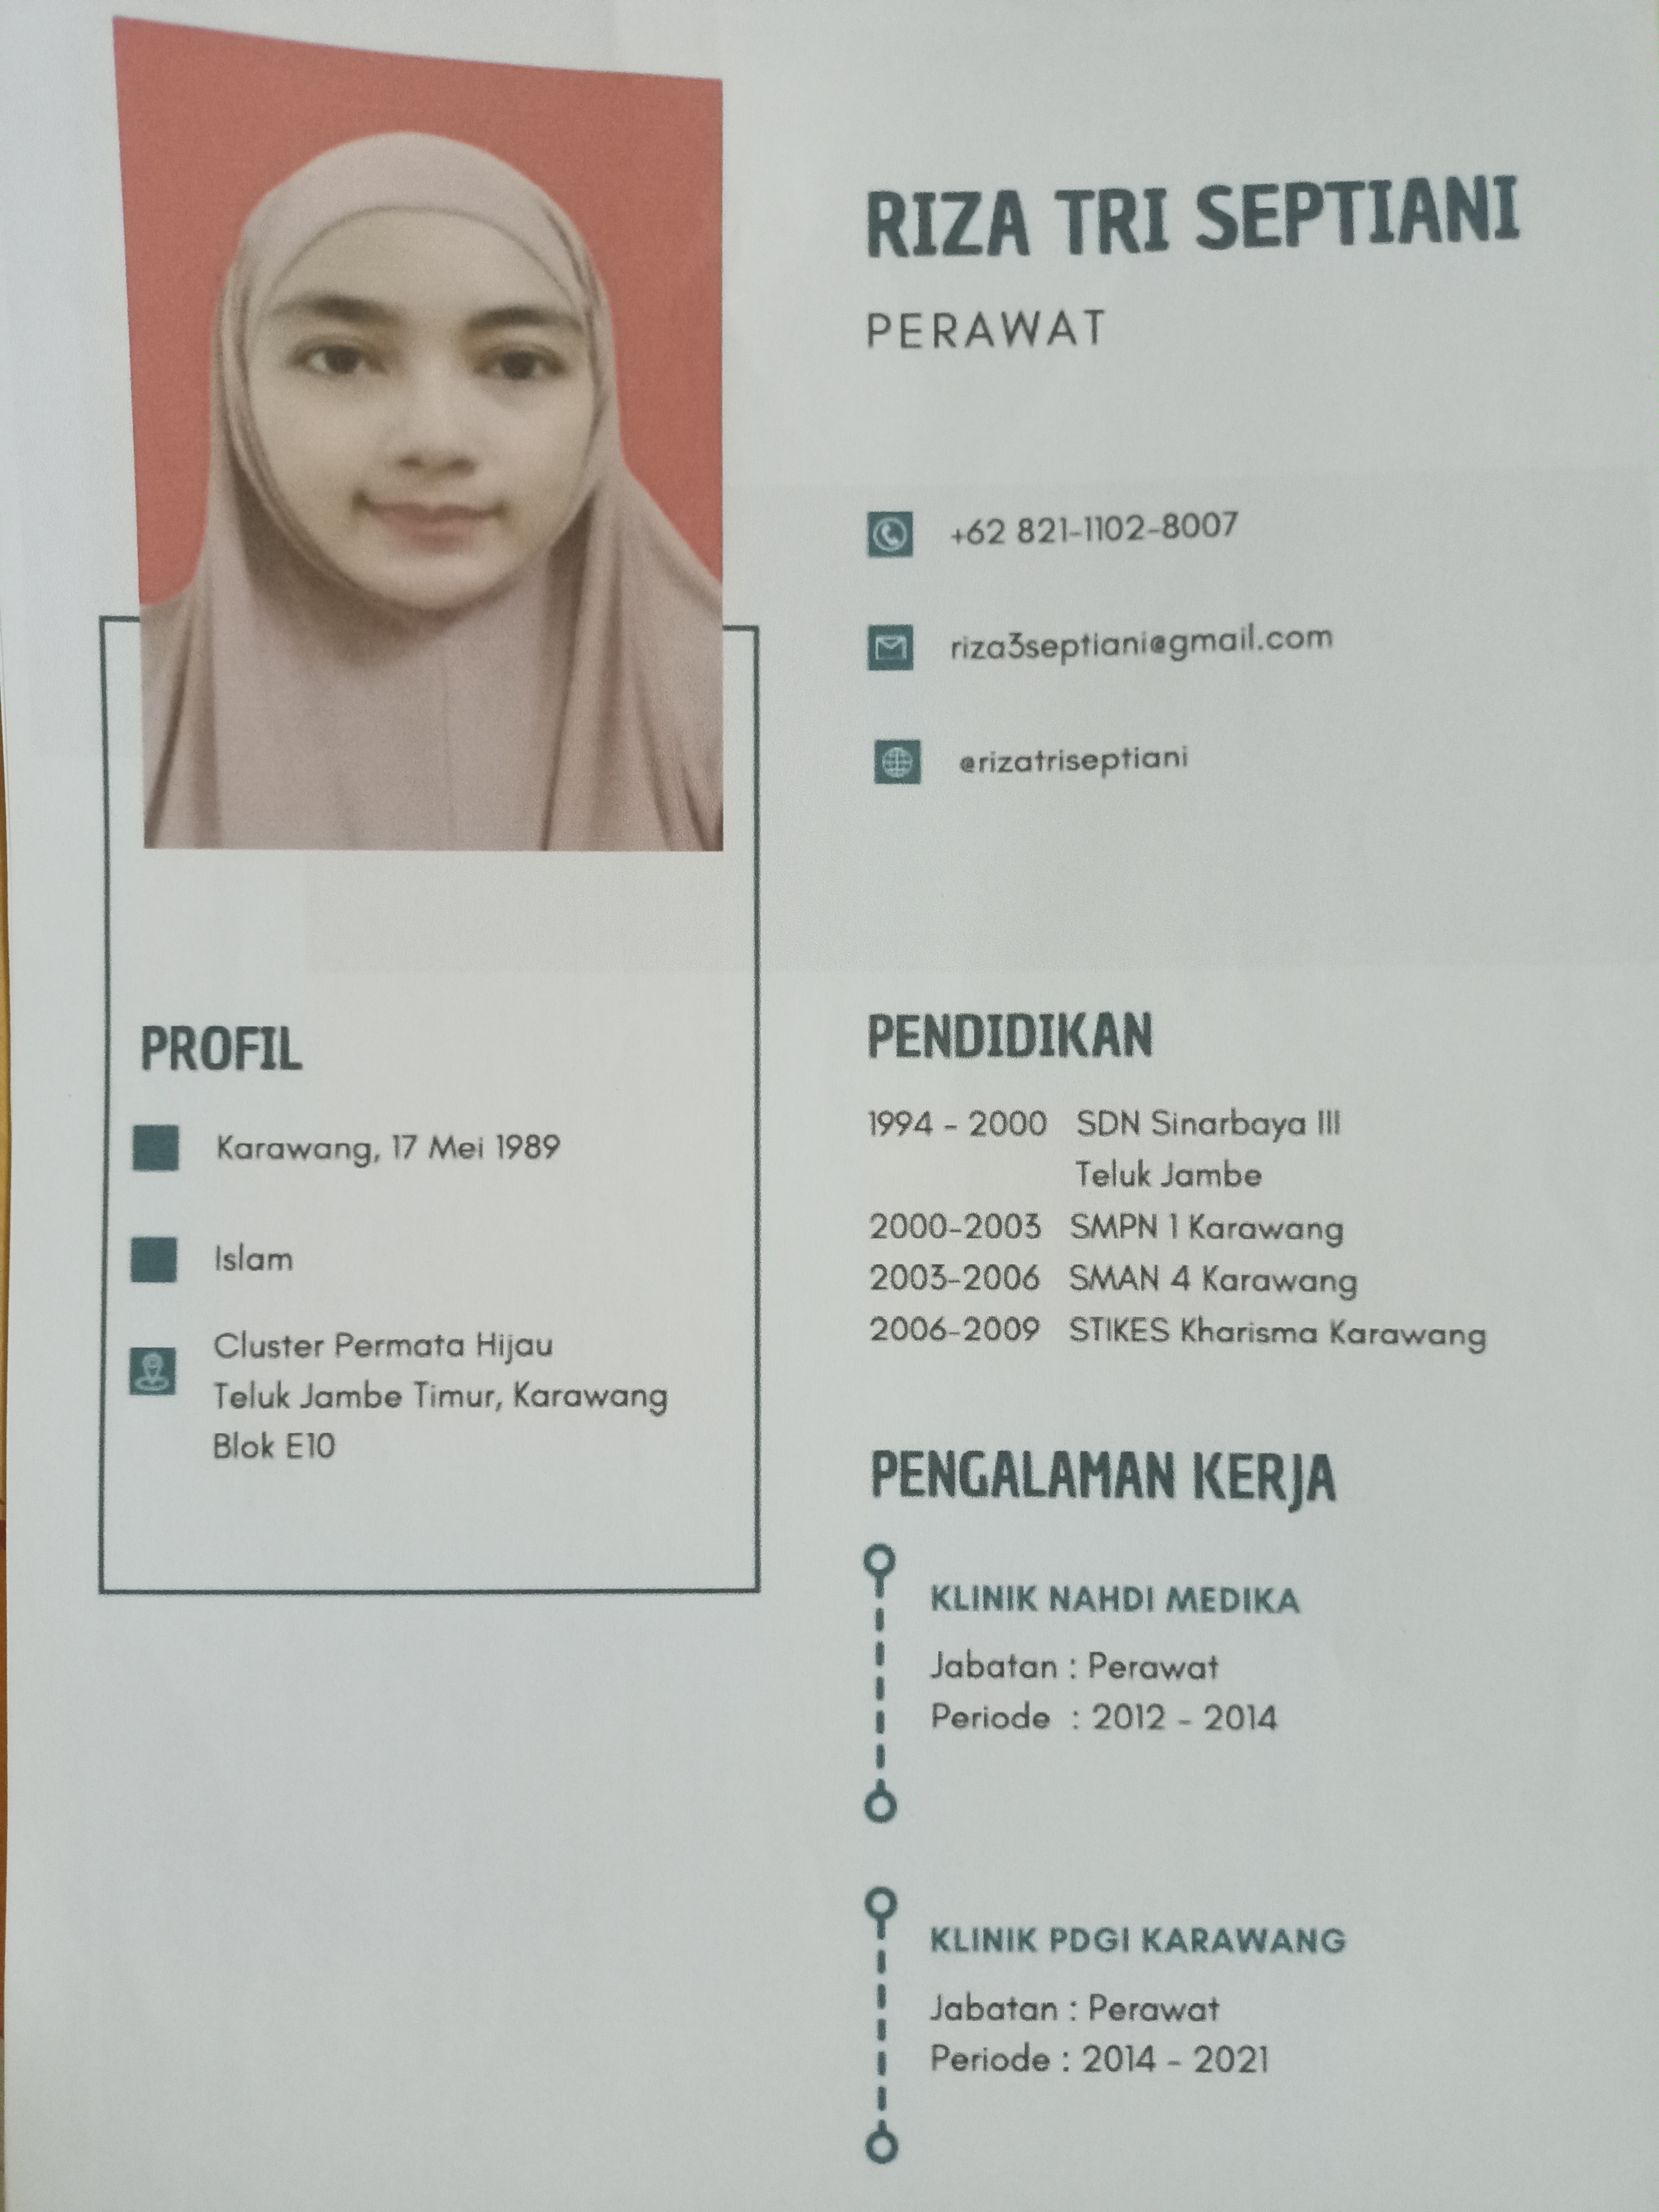 RIZA TRI SEPTIANI
PERAWAT
+62 821-1102-8007
riza3septiani@gmail.com
@rizatriseptiani
PROFIL
Karawang, 17 Mei 1989
Islam
Cluster Permata Hijau
Teluk Jambe Timur, Karawang
Blok E10
PENDIDIKAN
1994 - 2000 SDN Sinarbaya III
Teluk Jambe
2000-2003 SMPN 1 Karawang
2003-2006 SMAN 4 Karawang
2006-2009 STIKES Kharisma Karawang
PENGALAMAN KERJA
KLINIK NAHDI MEDIKA
Jabatan : Perawat
Periode : 2012 - 2014
KLINIK PDGI KARAWANG
Jabatan : Perawat
Periode : 2014 - 2021